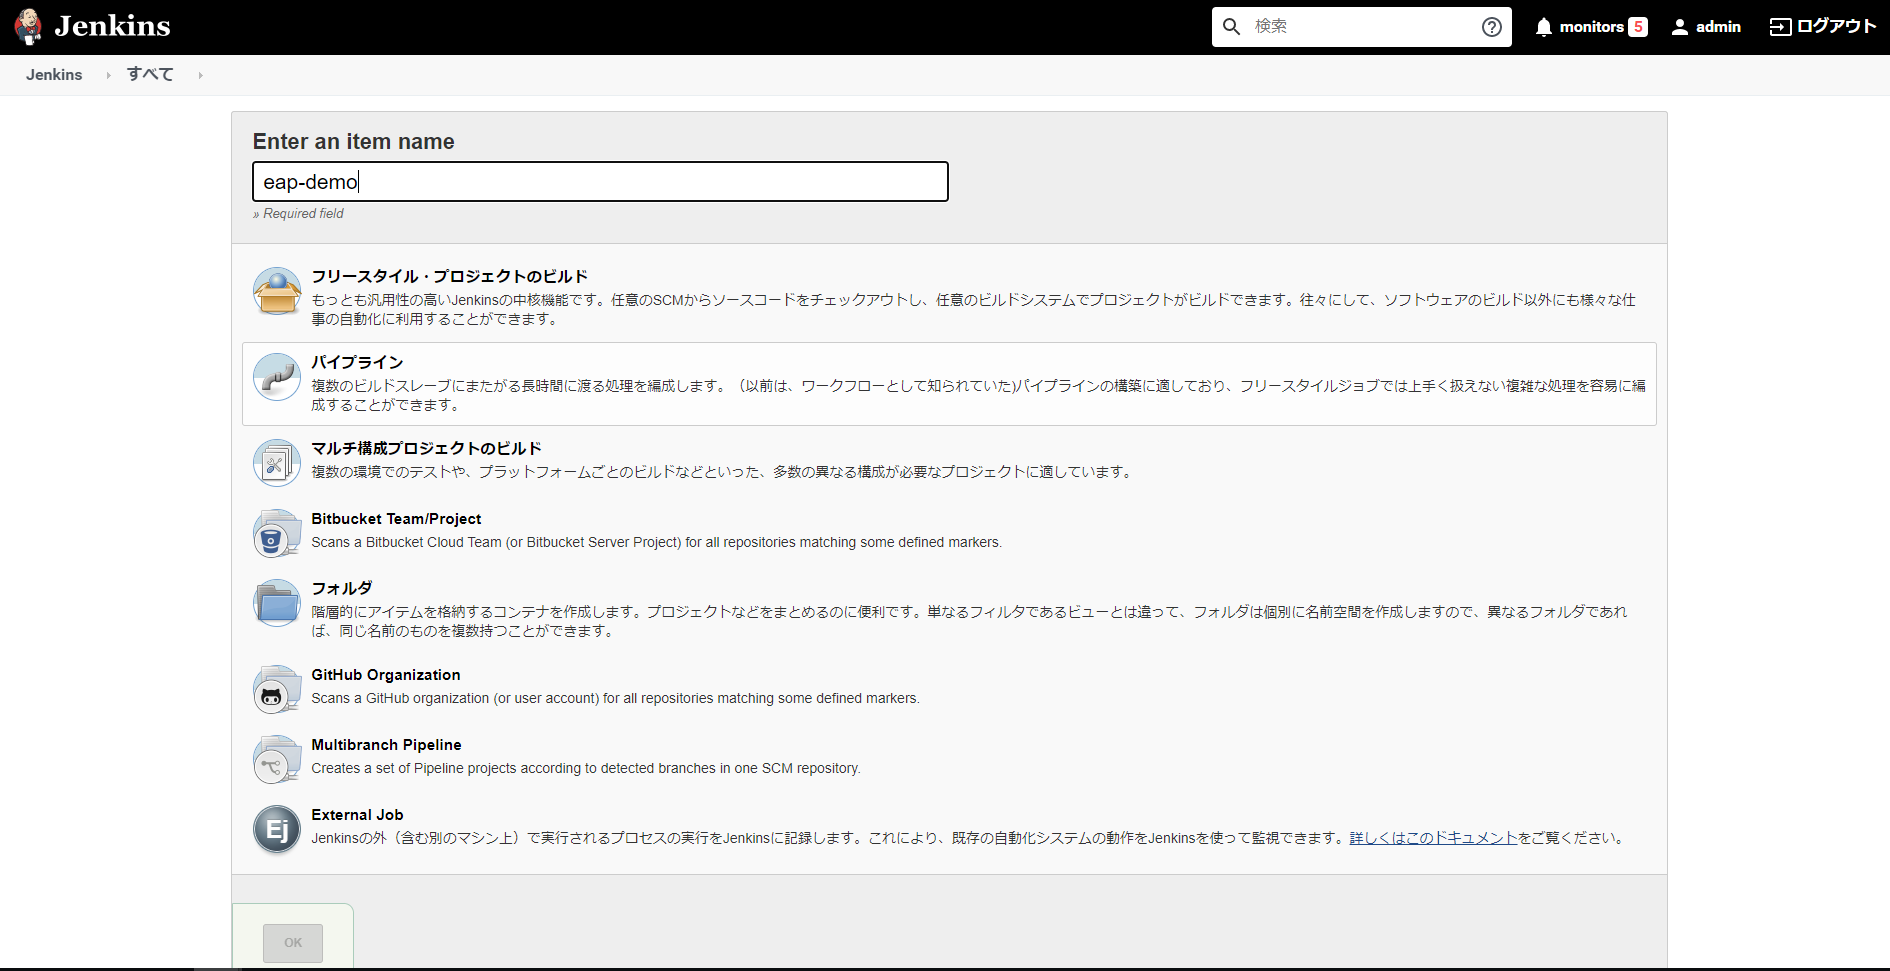 Jenkins
検索
monitors 5
admin
ログアウト
Jenkins
すべて
Enter an item name
eap-demo
» Required field
フリースタイル・プロジェクトのビルド
もっとも汎用性の高いJenkinsの中核機能です。任意のSCMからソースコードをチェックアウトし、任意のビルドシステムでプロジェクトがビルドできます。往々にして、ソフトウェアのビルド以外にも様々な仕
事の自動化に利用することができます。
パイプライン
複数のビルドスレーブにまたがる長時間に渡る処理を編成します。（以前は、ワークフローとして知られていた)パイプラインの構築に適しており、フリースタイルジョブでは上手く扱えない複雑な処理を容易に編
成することができます。
マルチ構成プロジェクトのビルド
複数の環境でのテストや、プラットフォームごとのビルドなどといった、多数の異なる構成が必要なプロジェクトに適しています。
Bitbucket Team/Project
Scans a Bitbucket Cloud Team (or Bitbucket Server Project) for all repositories matching some defined markers.
フォルダ
階層的にアイテムを格納するコンテナを作成します。プロジェクトなどをまとめるのに便利です。単なるフィルタであるビューとは違って、フォルダは個別に名前空間を作成しますので、異なるフォルダであれ
ば、同じ名前のものを複数持つことができます。
GitHub Organization
Scans a GitHub organization (or user account) for all repositories matching some defined markers.
Multibranch Pipeline
Creates a set of Pipeline projects according to detected branches in one SCM repository.
Ej
External Job
Jenkinsの外（含む別のマシン上）で実行されるプロセスの実行をJenkinsに記録します。これにより、既存の自動化システムの動作をJenkinsを使って監視できます。詳しくはこのドキュメントをご覧ください。
OK